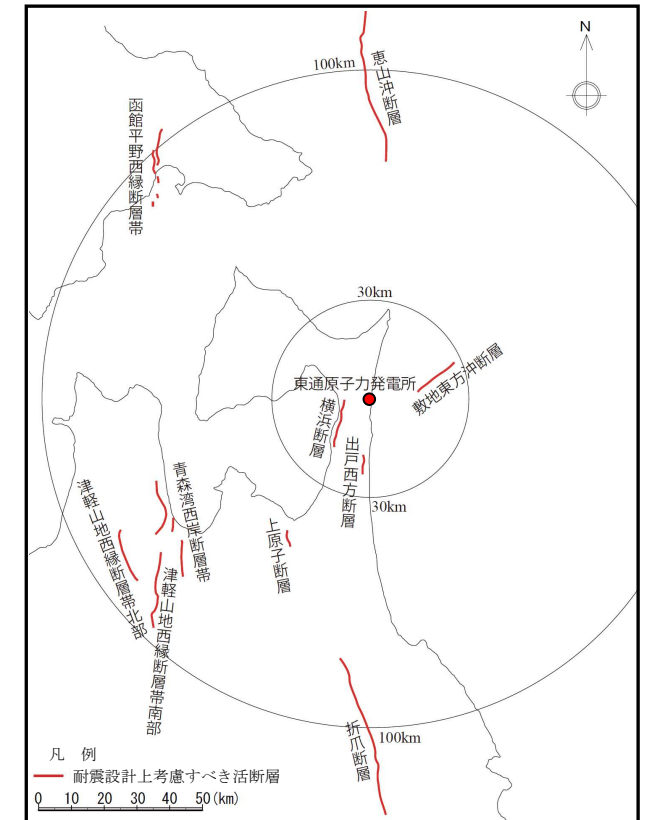 N
100km
恵山沖断層
函館平野西縁断層帯
30km
敷地東方沖断層
東通原子力発電所
横浜断層
出戸西方断層
30km
青森湾西岸断層帯
津軽山地西縁断層帯北部
上原子断層
津軽山地西縁断層帯南部
折爪断層
100km
凡 例
耐震設計上考慮すべき活断層
0 10 20 30 40 50(km)